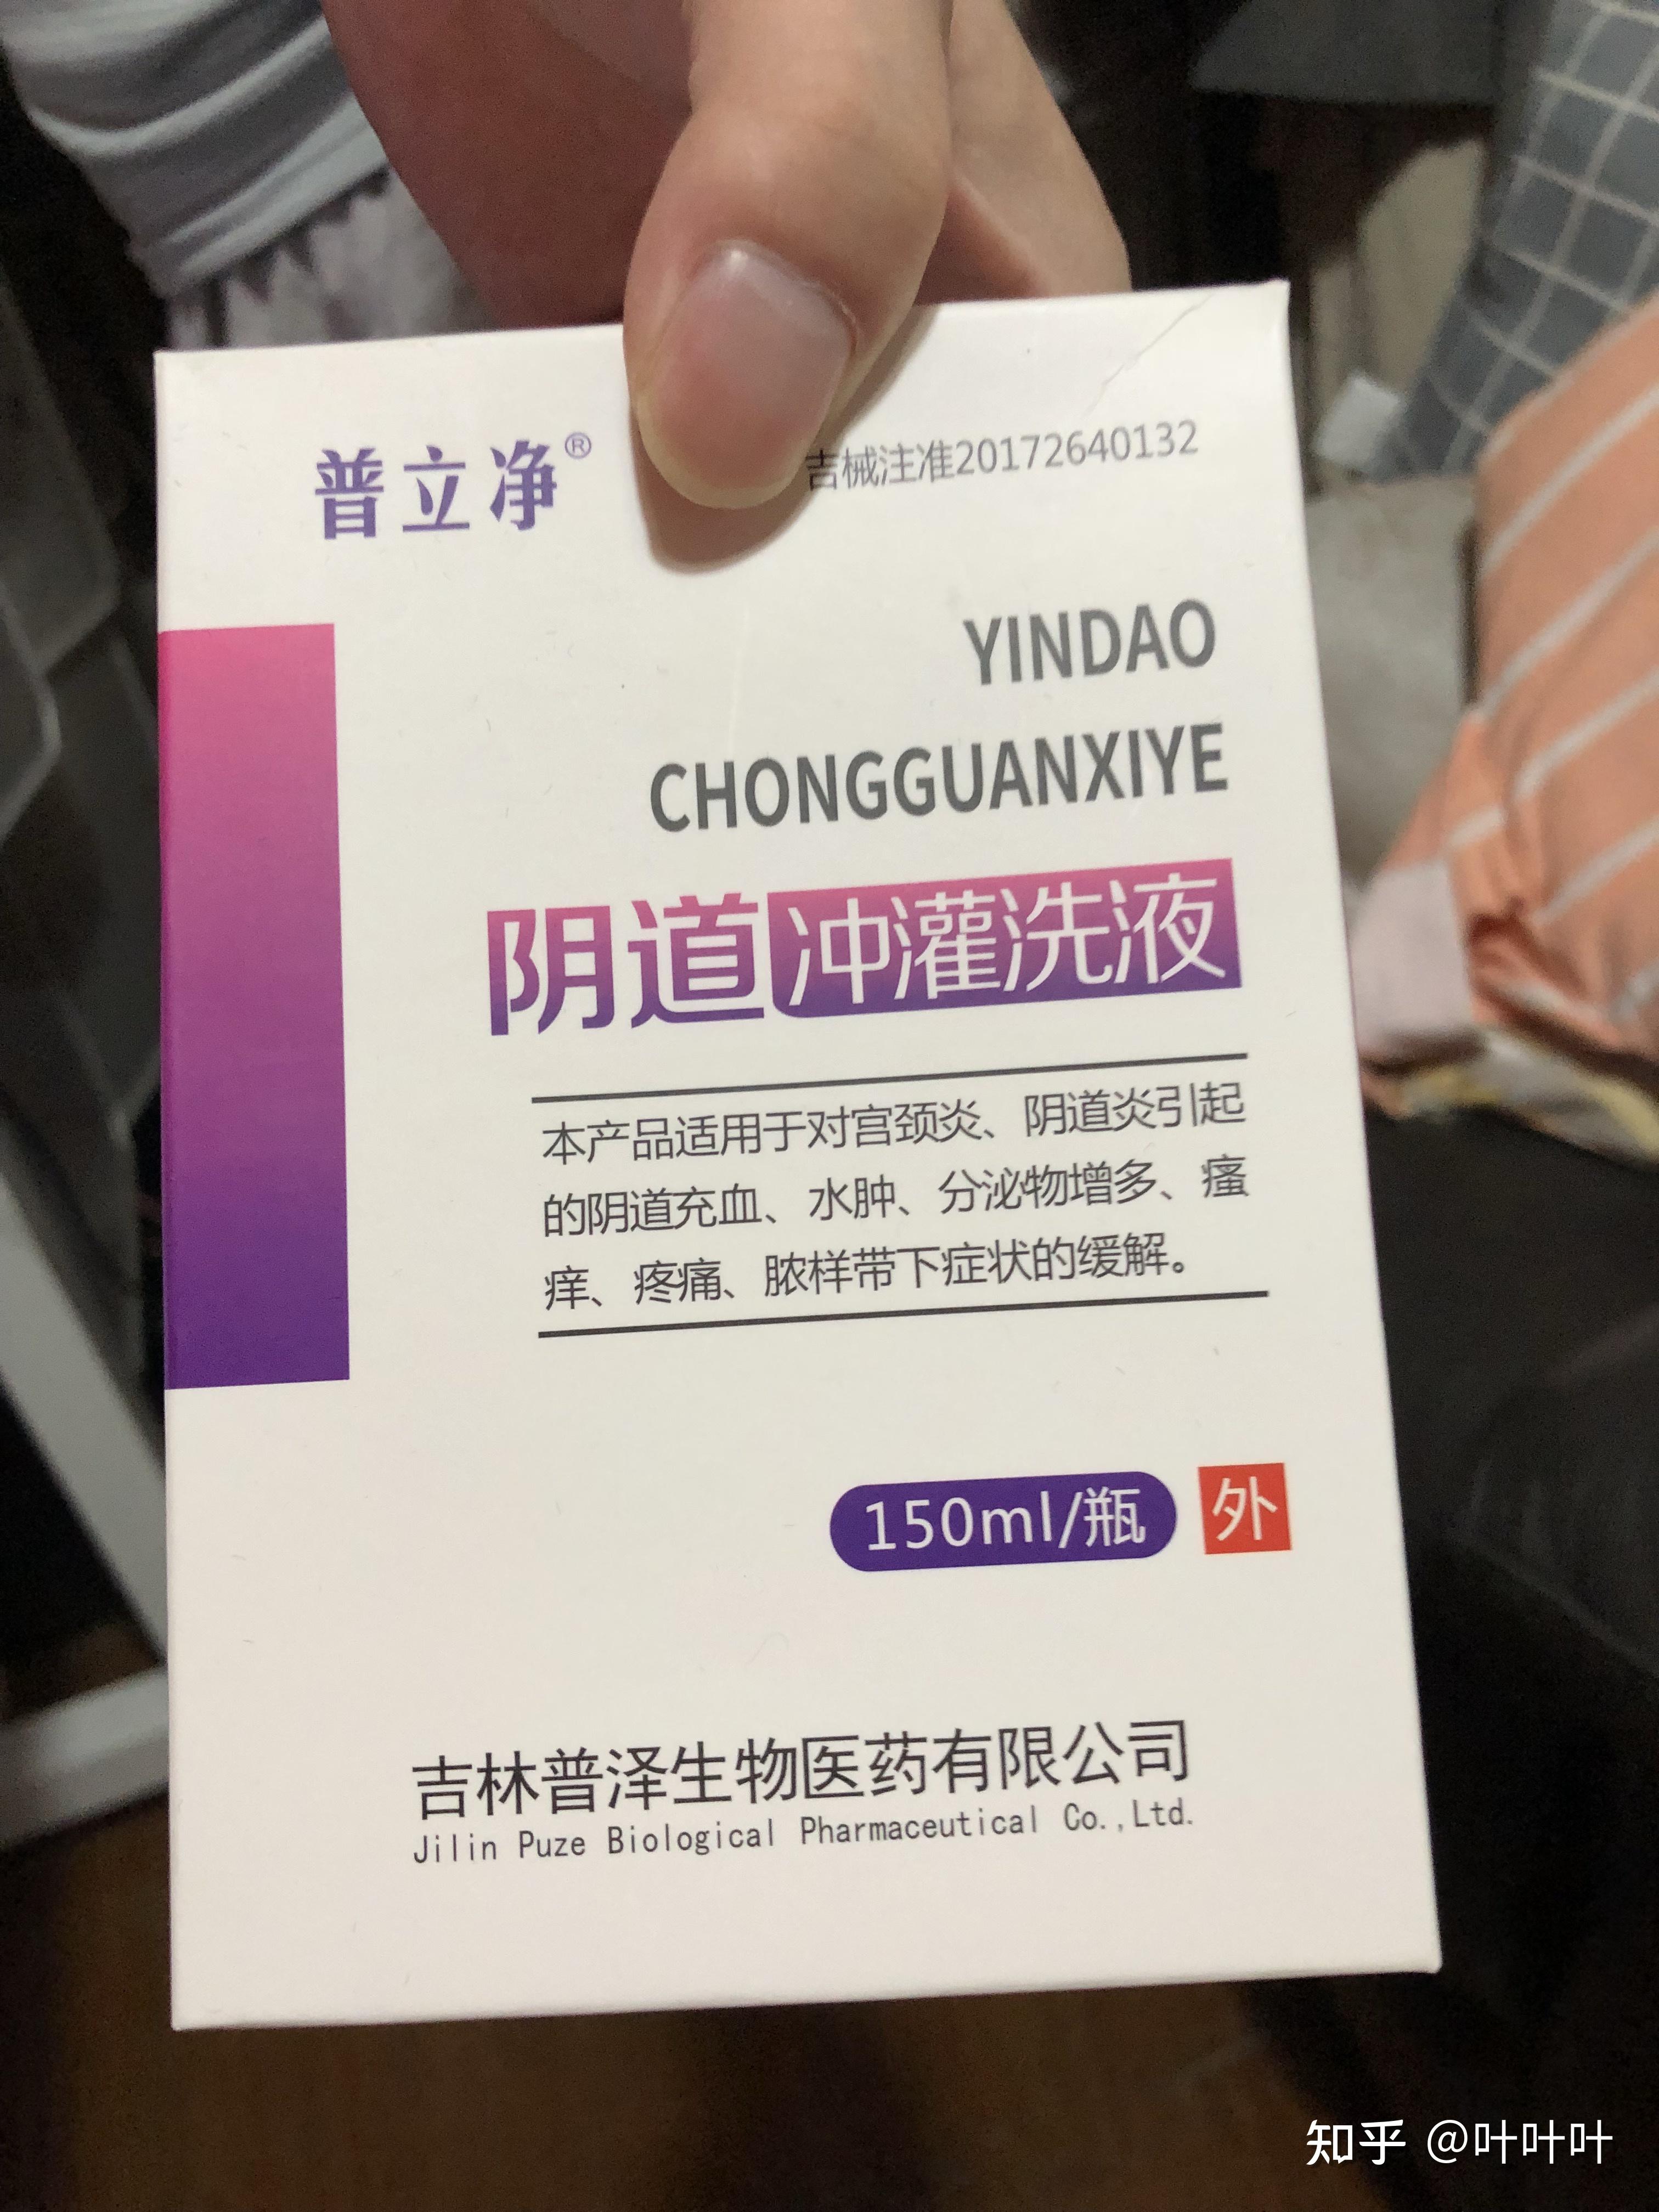 普立净®
吉械注准20172640132
YINDAO
CHONGGUANXIYE
阴道冲灌洗液
本产品适用于对宫颈炎、阴道炎引起
的阴道充血、水肿、分泌物增多、瘙
痒、疼痛、脓样带下症状的缓解。
150ml/瓶 外
吉林普泽生物医药有限公司
Jilin Puze Biological Pharmaceutical Co.,Ltd.
知乎 @叶叶叶